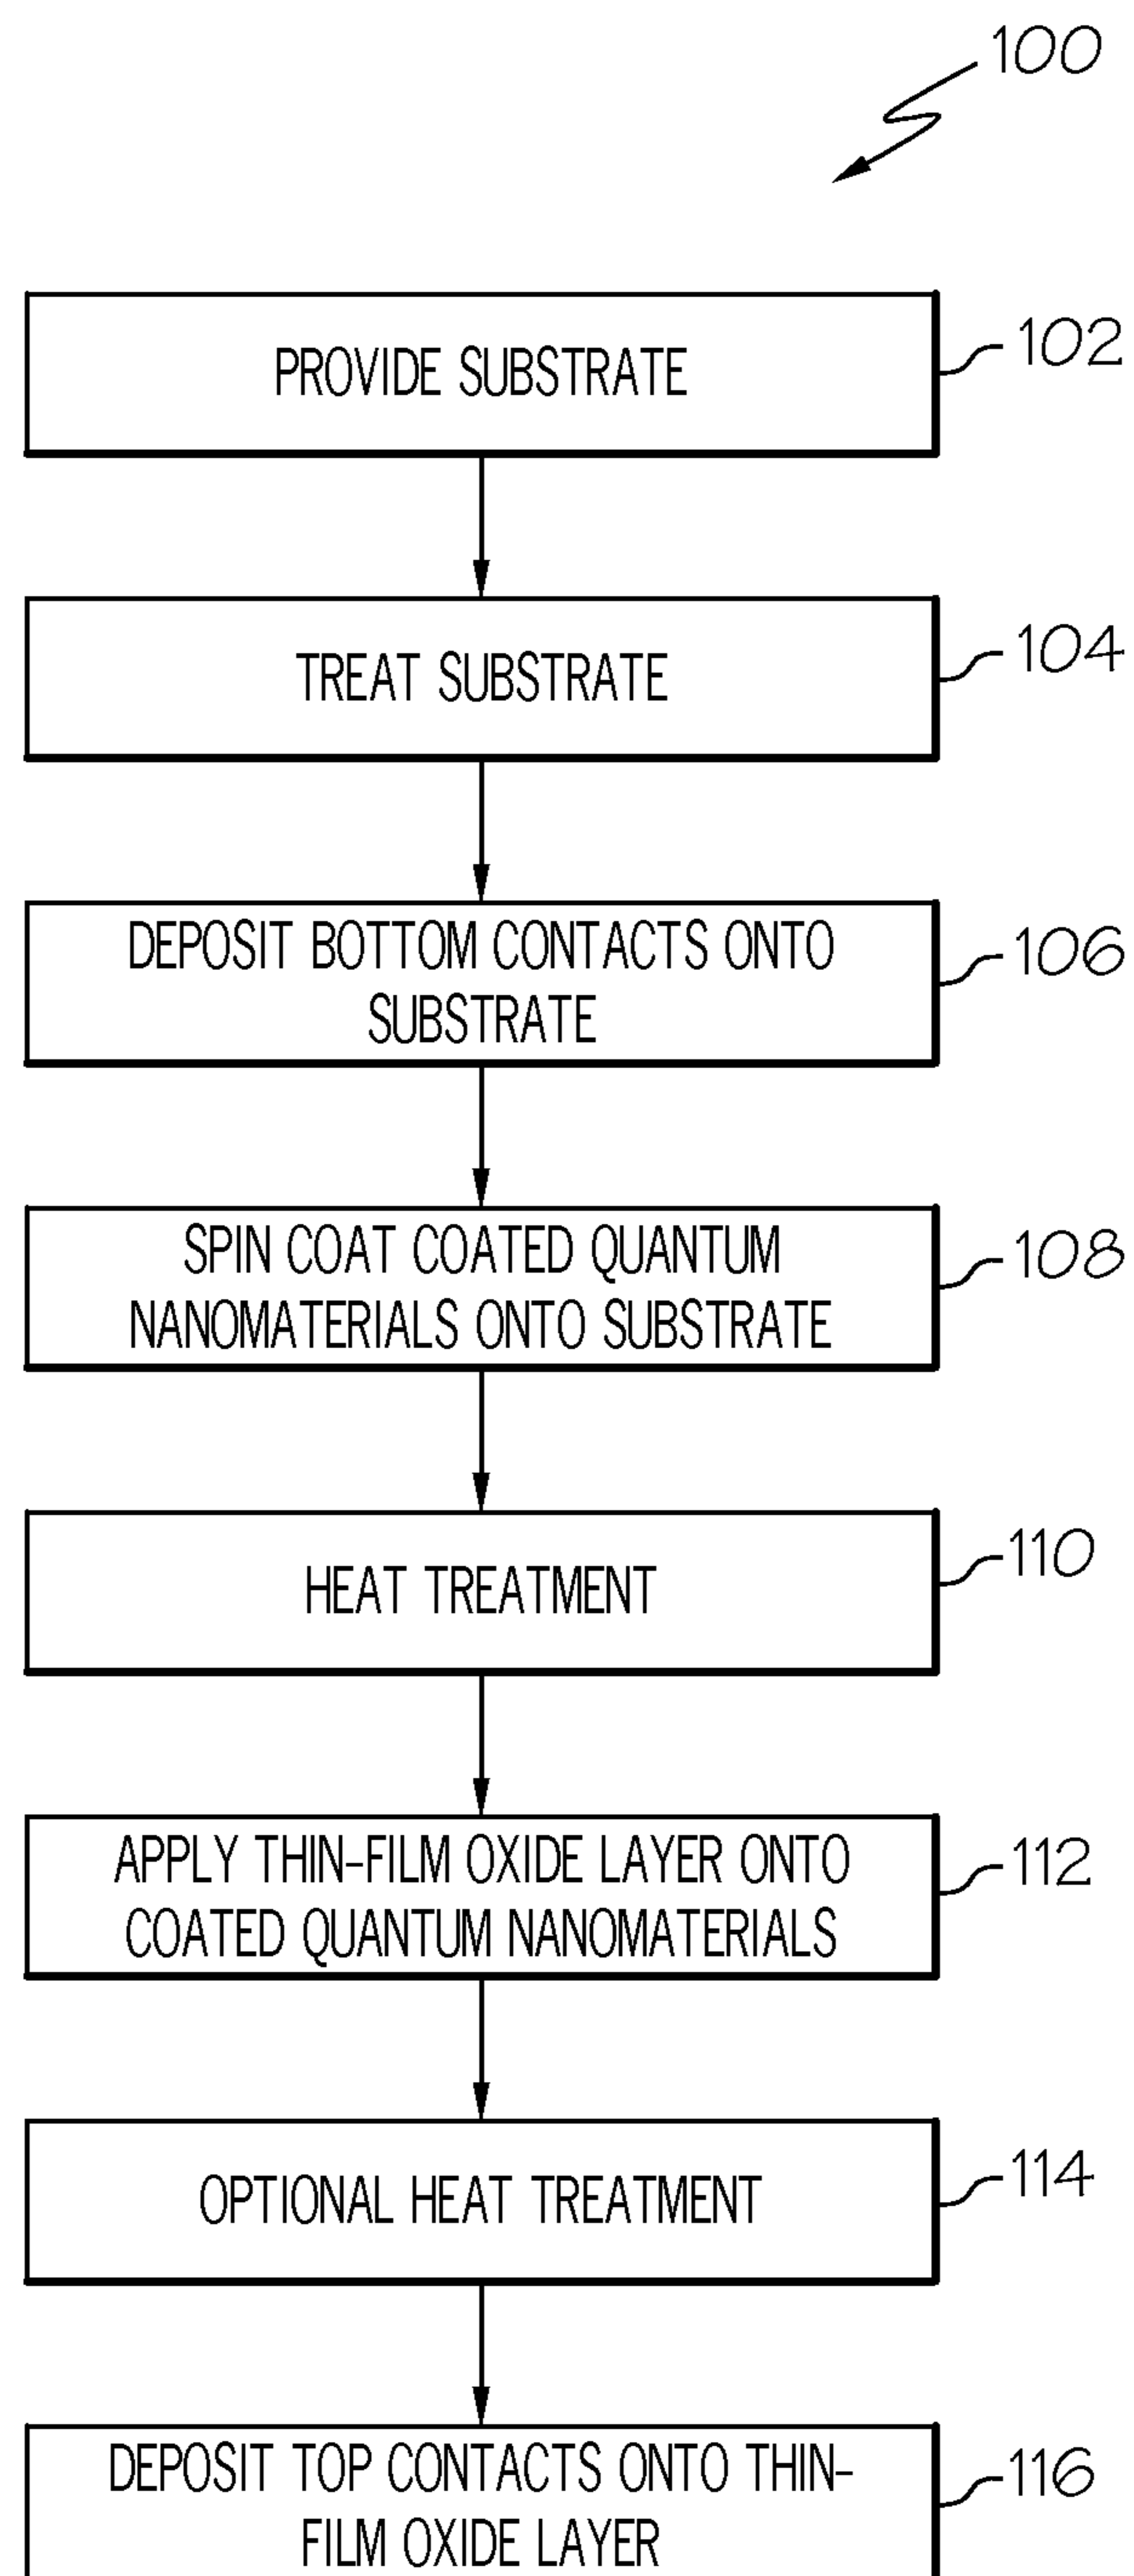 100
PROVIDE SUBSTRATE
102
TREAT SUBSTRATE
104
DEPOSIT BOTTOM CONTACTS ONTO
SUBSTRATE
106
SPIN COAT COATED QUANTUM
NANOMATERIALS ONTO SUBSTRATE
108
HEAT TREATMENT
110
APPLY THIN-FILM OXIDE LAYER ONTO
COATED QUANTUM NANOMATERIALS
112
OPTIONAL HEAT TREATMENT
114
DEPOSIT TOP CONTACTS ONTO THIN-
FILM OXIDE LAYER
116